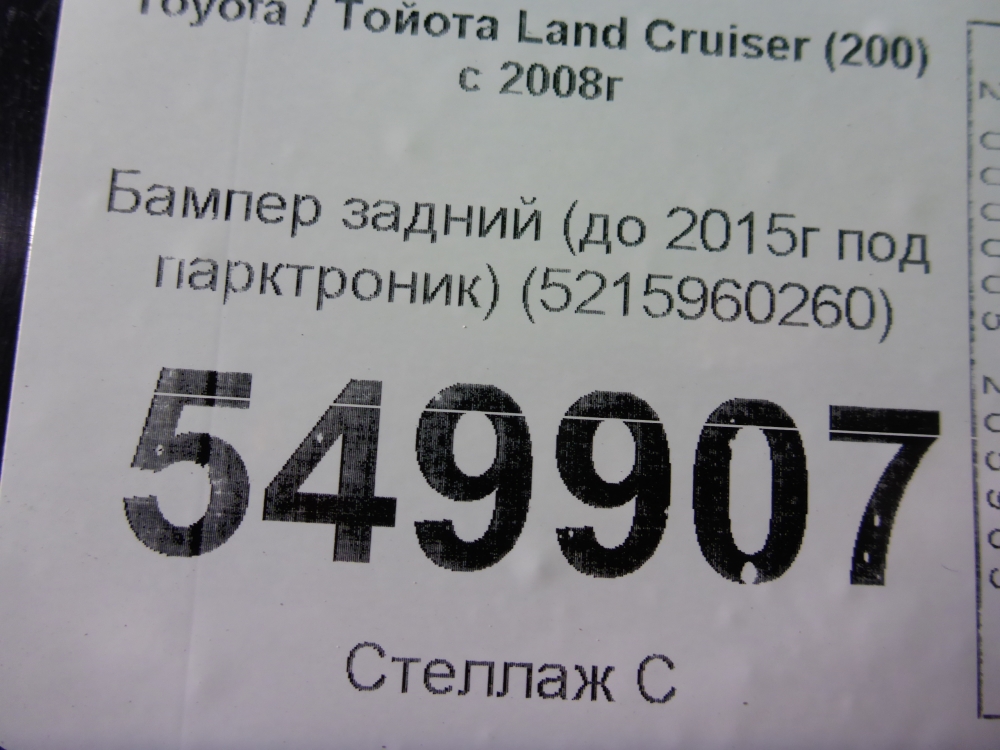 Toyota / Тойота Land Cruiser (200)
с 2008г
Бампер задний (до 2015г под
парктроник) (5215960260)
549907
Стеллаж С